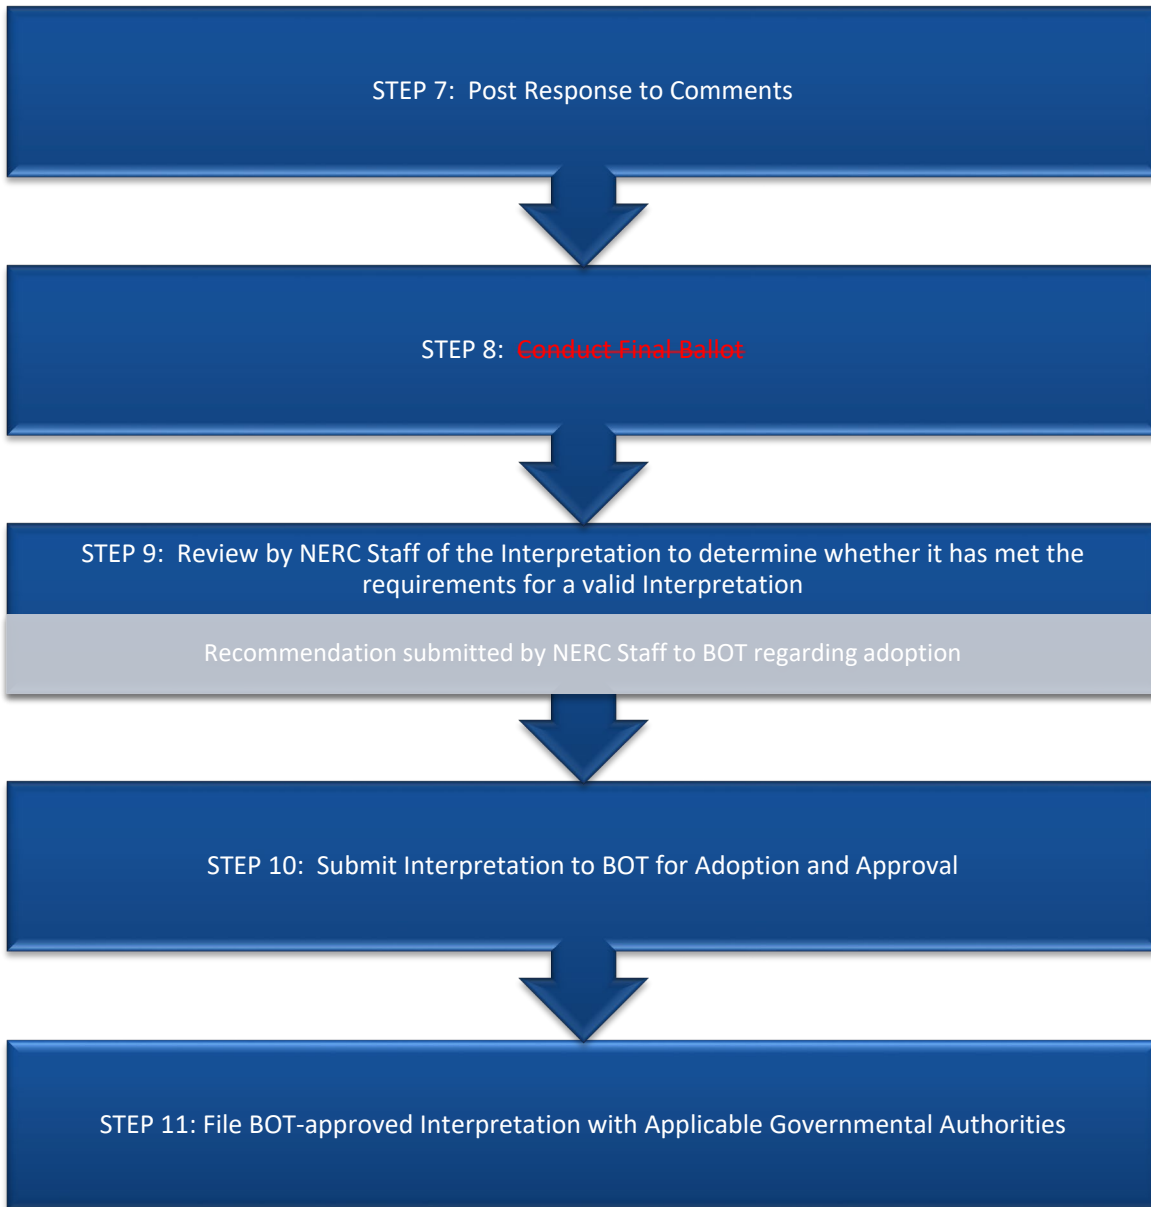 STEP 7: Post Response to Comments
STEP 8: Conduct Final Ballot
STEP 9: Review by NERC Staff of the Interpretation to determine whether it has met the
requirements for a valid Interpretation
Recommendation submitted by NERC Staff to BOT regarding adoption
STEP 10: Submit Interpretation to BOT for Adoption and Approval
STEP 11: File BOT-approved Interpretation with Applicable Governmental Authorities